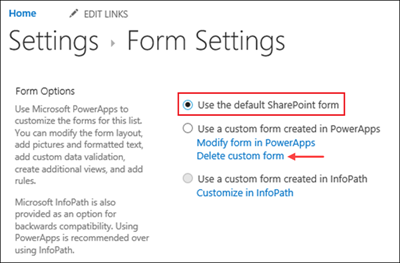 Home EDIT LINKS
Settings › Form Settings
Form Options
Use Microsoft PowerApps to
customize the forms for this list.
You can modify the form layout,
add pictures and formatted text,
add custom data validation,
create additional views, and add
rules.
Microsoft InfoPath is also
provided as an option for
backwards compatibility. Using
PowerApps is recommended over
using InfoPath.
Use the default SharePoint form
Use a custom form created in PowerApps
Modify form in PowerApps
Delete custom form
Use a custom form created in InfoPath
Customize in InfoPath